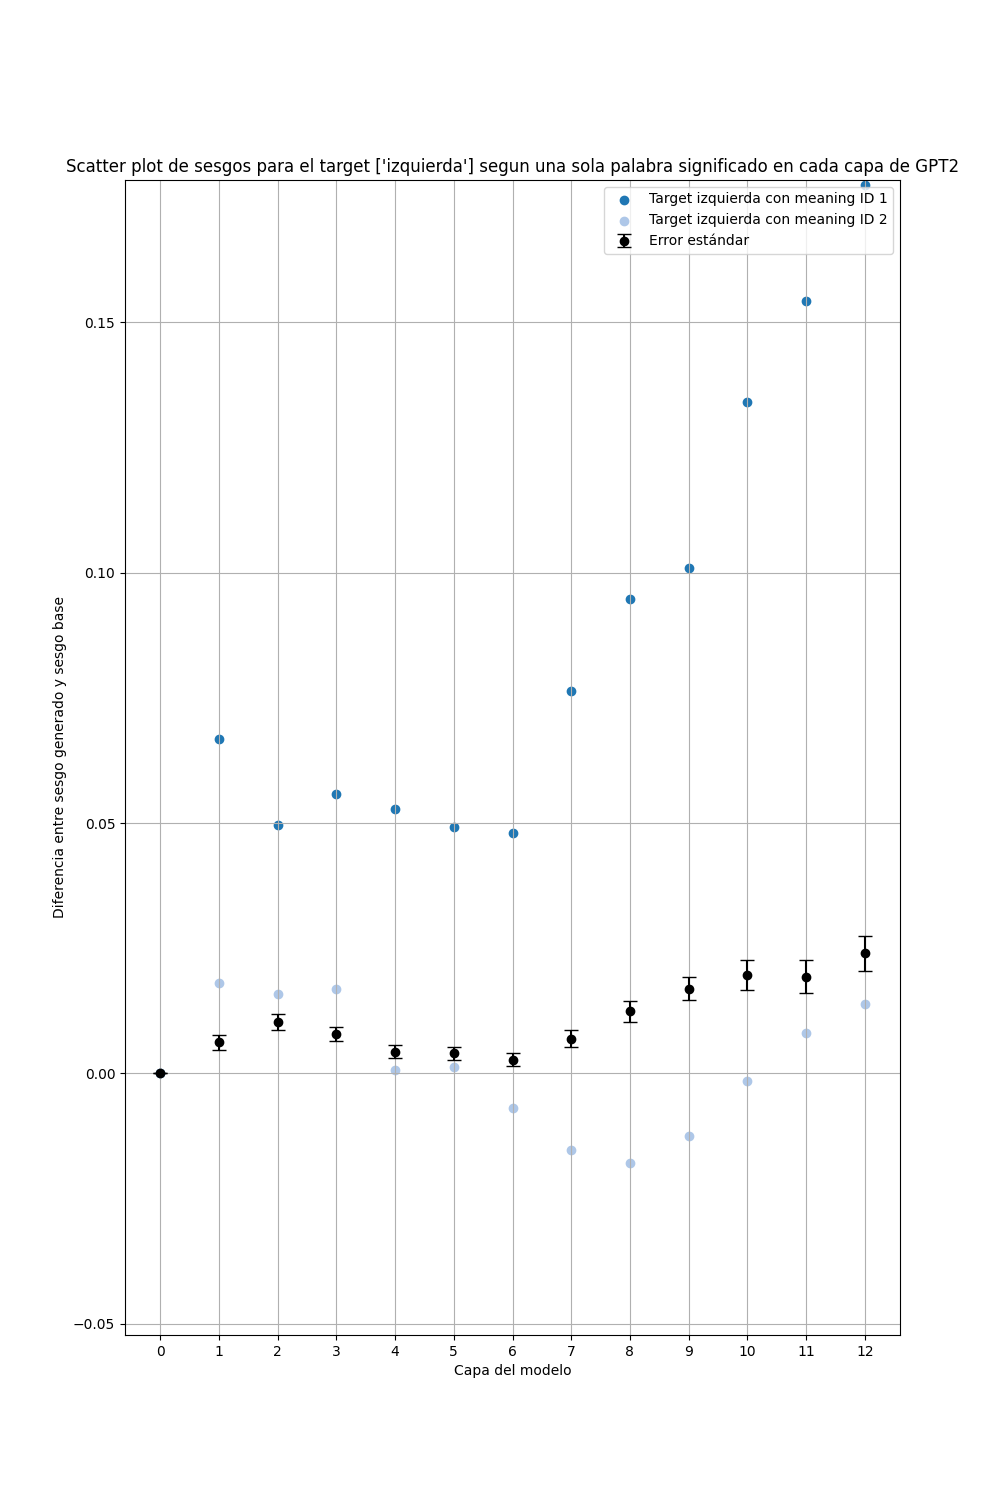 Scatter plot de sesgos para el target ['izquierda'] segun una sola palabra significado en cada capa de GPT2
Target izquierda con meaning ID 1
Target izquierda con meaning ID 2
Error estándar
Diferencia entre sesgo generado y sesgo base
0.15
0.10
0.05
0.00
−0.05
0 1 2 3 4 5 6 7 8 9 10 11 12
Capa del modelo